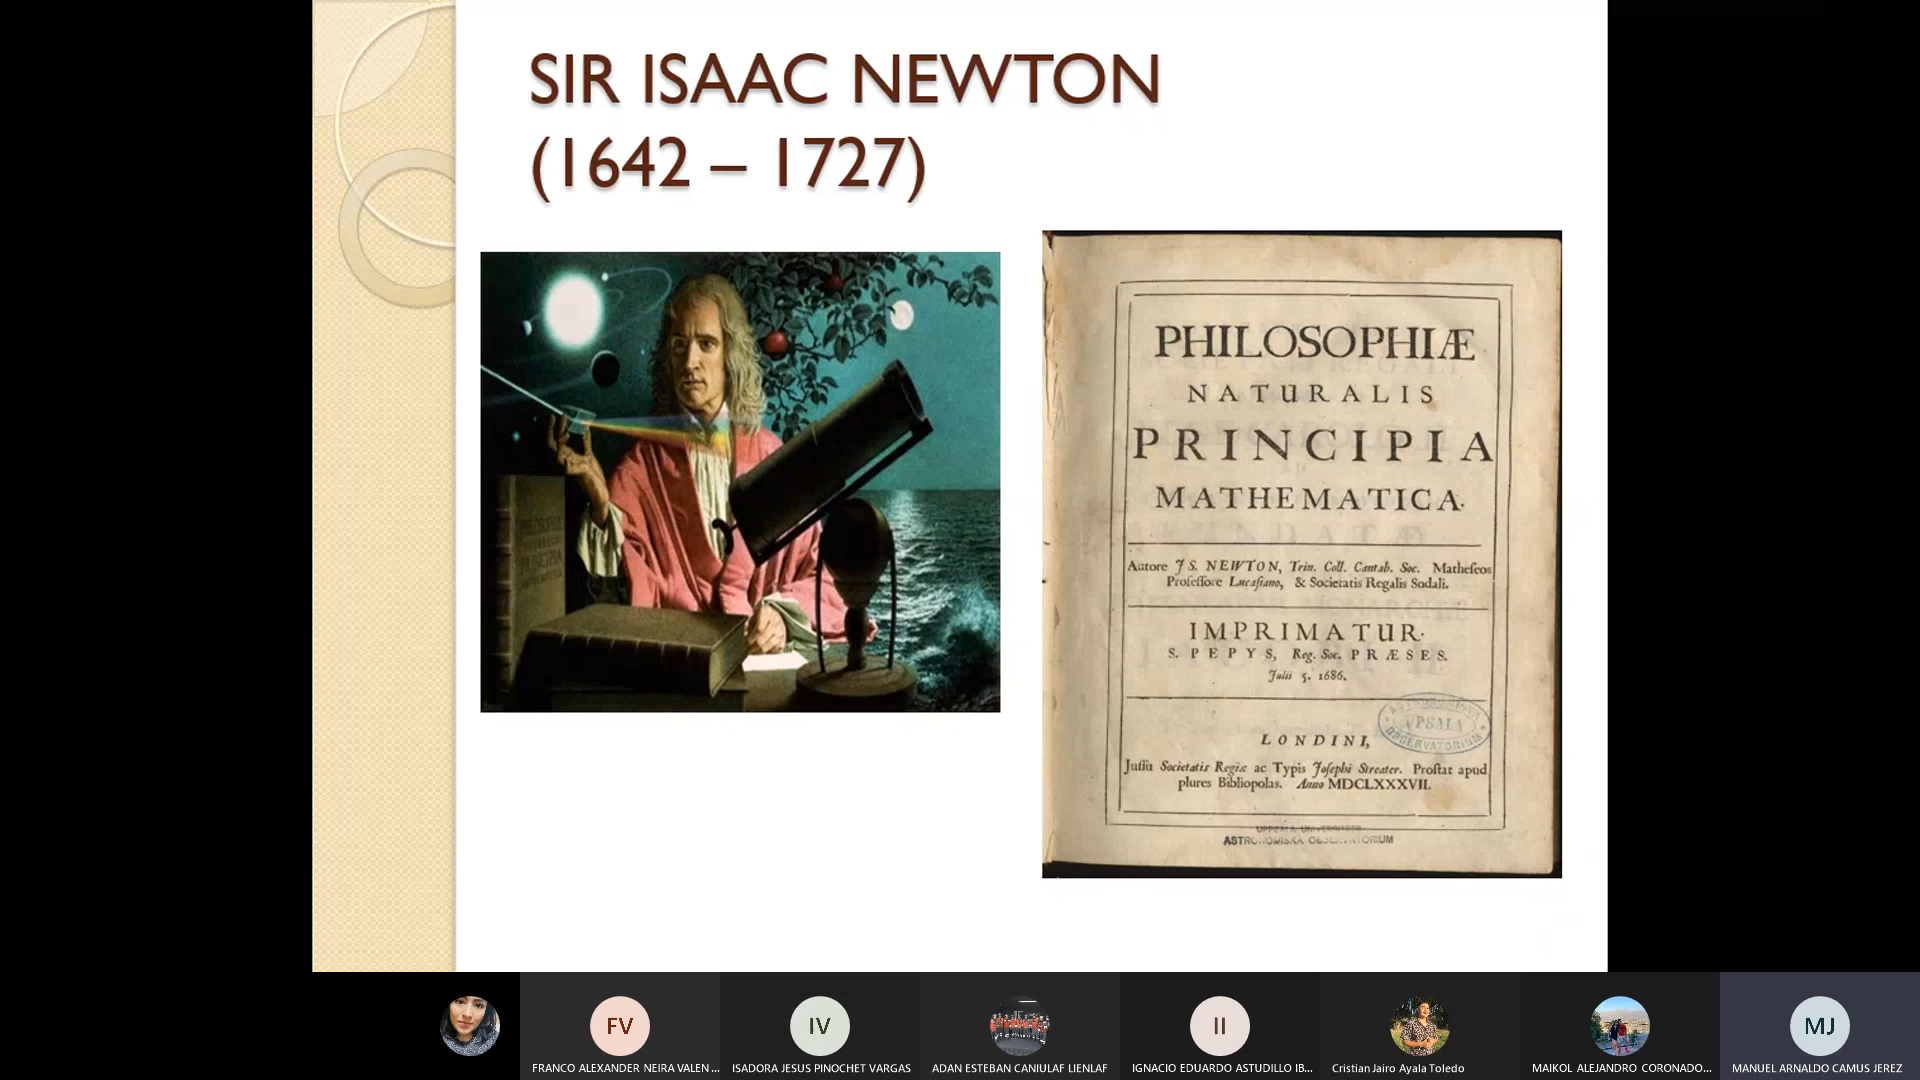 SIR ISAAC NEWTON
(1642 – 1727)
PHILOSOPHIÆ
NATURALIS
PRINCIPIA
MATHEMATICA.
Autore J S. NEWTON, Trin. Coll. Cantab. Soc. Matheſeos
Profeſſore Lucaſiano, & Societatis Regalis Sodali.
IMPRIMATUR.
S. PEPYS, Reg. Soc. PRÆSES.
Julii 5. 1686.
LONDINI,
Juſſu Societatis Regiæ ac Typis Joſephi Streater. Proſtat apud
plures Bibliopolas. Anno MDCLXXXVII.
UPSALA
OBSERVATORIUM
ASTRONOMISKA OBSERVATORIUM
FV
IV
II
MJ
FRANCO ALEXANDER NEIRA VALEN...
ISADORA JESUS PINOCHET VARGAS
ADAN ESTEBAN CANIULAF LIENLAF
IGNACIO EDUARDO ASTUDILLO IB...
Cristian Jairo Ayala Toledo
MAIKOL ALEJANDRO CORONADO...
MANUEL ARNALDO CAMUS JEREZ